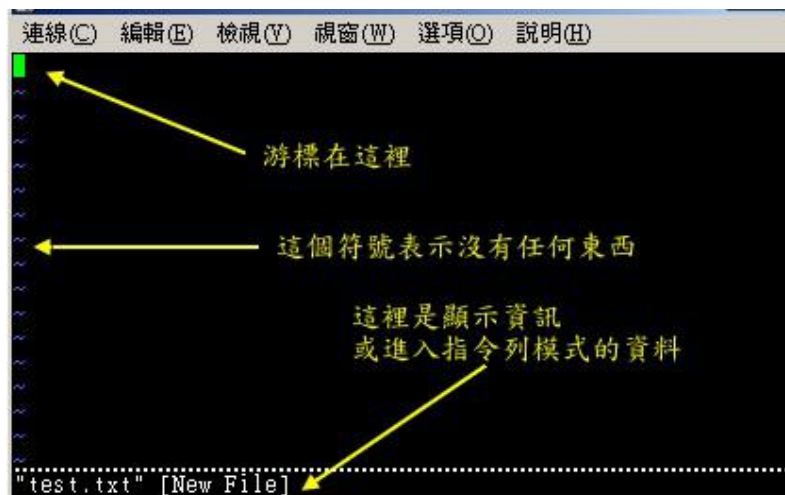 連線(C) 編輯(E) 檢視(V) 視窗(W) 選項(O) 說明(H)
~
~
~
~
游標在這裡
~
~
~
~ 這個符號表示沒有任何東西
~
~
~
這裡是顯示資訊
~
或進入指令列模式的資料
~
~
~
~
"test.txt" [New File]